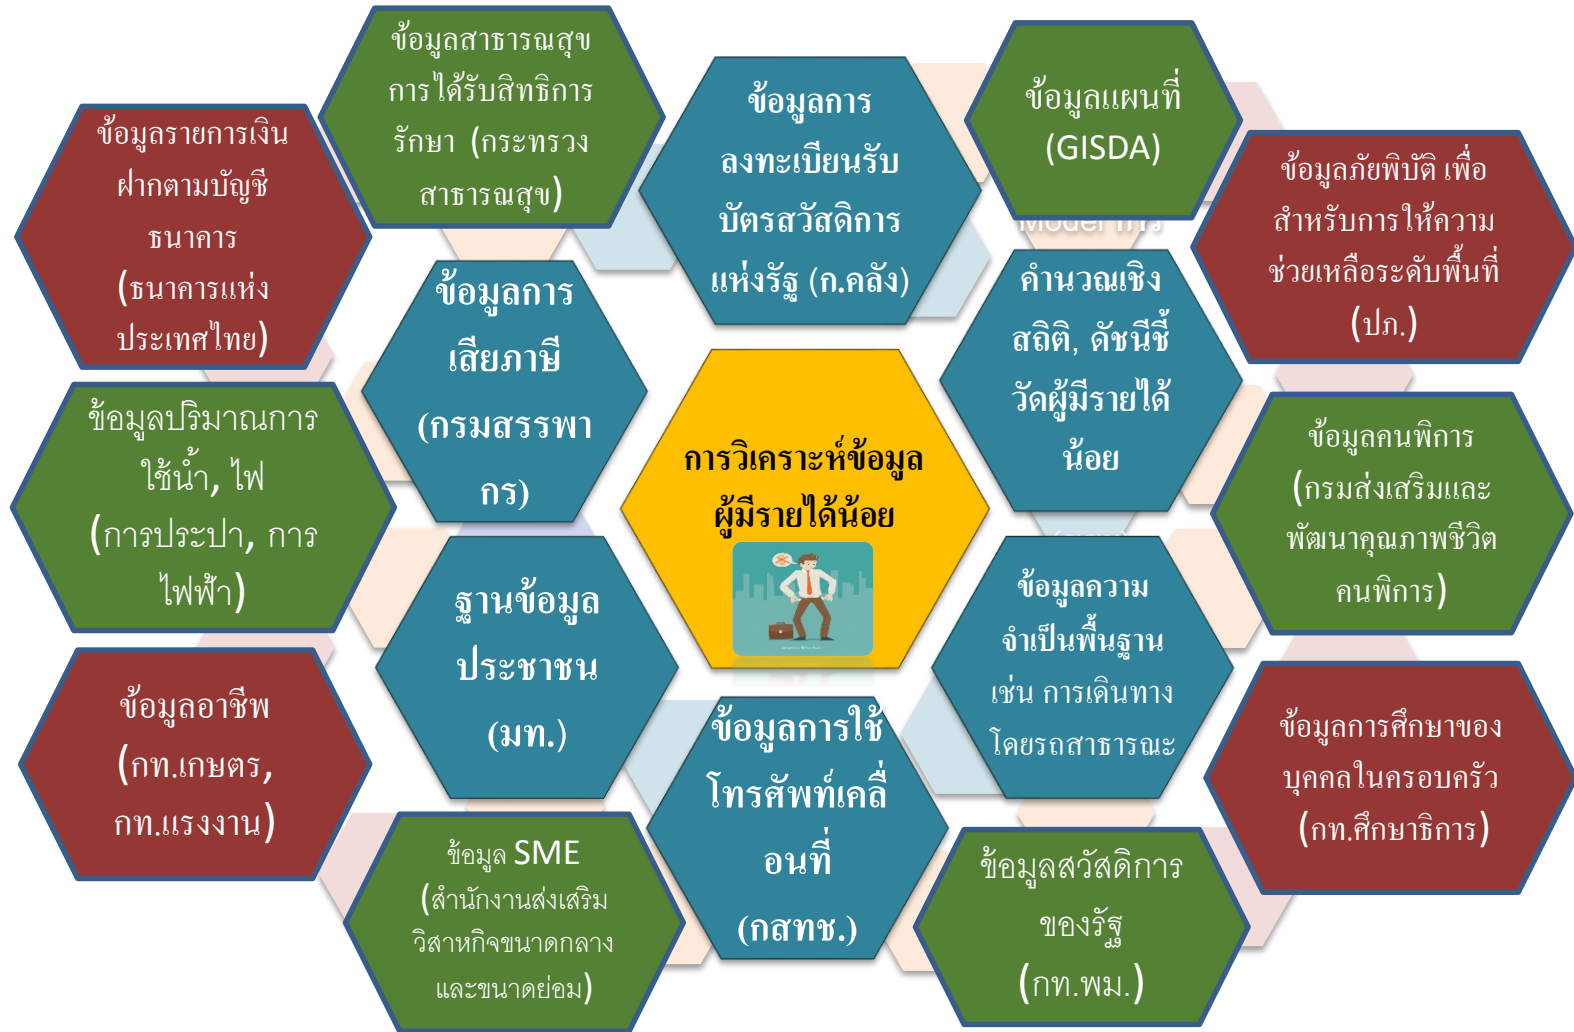 ข้อมูลสาธารณสุข
การได้รับสิทธิการ
รักษา (กระทรวง
สาธารณสุข)
ข้อมูลการ
ลงทะเบียนรับ
บัตรสวัสดิการ
แห่งรัฐ (ก.คลัง)
ข้อมูลแผนที่
(GISDA)
ข้อมูลรายการเงิน
ฝากตามบัญชี
ธนาคาร
(ธนาคารแห่ง
ประเทศไทย)
ข้อมูลภัยพิบัติ เพื่อ
สำหรับการให้ความ
ช่วยเหลือระดับพื้นที่
(ปภ.)
ข้อมูลการ
เสียภาษี
(กรมสรรพา
กร)
Model การ
คำนวณเชิง
สถิติ, ดัชนีชี้
วัดผู้มีรายได้
น้อย
การวิเคราะห์ข้อมูล
ผู้มีรายได้น้อย
ข้อมูลปริมาณการ
ใช้น้ำ, ไฟ
(การประปา, การ
ไฟฟ้า)
ข้อมูลคนพิการ
(กรมส่งเสริมและ
พัฒนาคุณภาพชีวิต
คนพิการ)
ฐานข้อมูล
ประชาชน
(มท.)
ข้อมูลความ
จำเป็นพื้นฐาน
เช่น การเดินทาง
โดยรถสาธารณะ
ข้อมูลอาชีพ
(กท.เกษตร,
กท.แรงงาน)
ข้อมูลการใช้
โทรศัพท์เคลื่
อนที่
(กสทช.)
ข้อมูลการศึกษาของ
บุคคลในครอบครัว
(กท.ศึกษาธิการ)
ข้อมูล SME
(สำนักงานส่งเสริม
วิสาหกิจขนาดกลาง
และขนาดย่อม)
ข้อมูลสวัสดิการ
ของรัฐ
(กท.พม.)